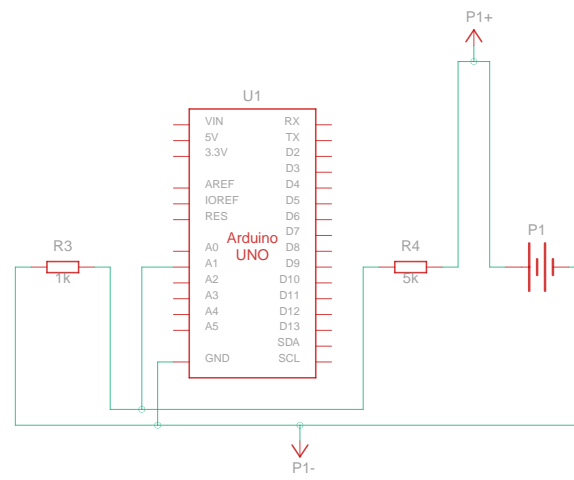 P1+
U1
VIN RX
5V TX
3.3V D2
D3
AREF D4
IOREF D5
RES D6
D7
Arduino
UNO
A0 D8
A1 D9
A2 D10
A3 D11
A4 D12
A5 D13
SDA
GND SCL
R3
1k
R4
5k
P1
P1-